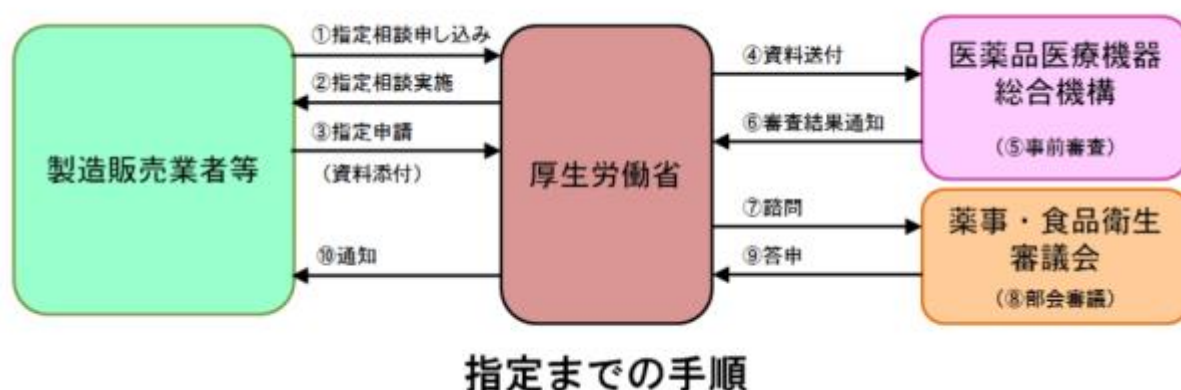 製造販売業者等
①指定相談申し込み
②指定相談実施
③指定申請
（資料添付）
⑩通知
厚生労働省
④資料送付
⑥審査結果通知
⑦諮問
⑨答申
医薬品医療機器
総合機構
（⑤事前審査）
薬事・食品衛生
審議会
（⑧部会審議）
指定までの手順